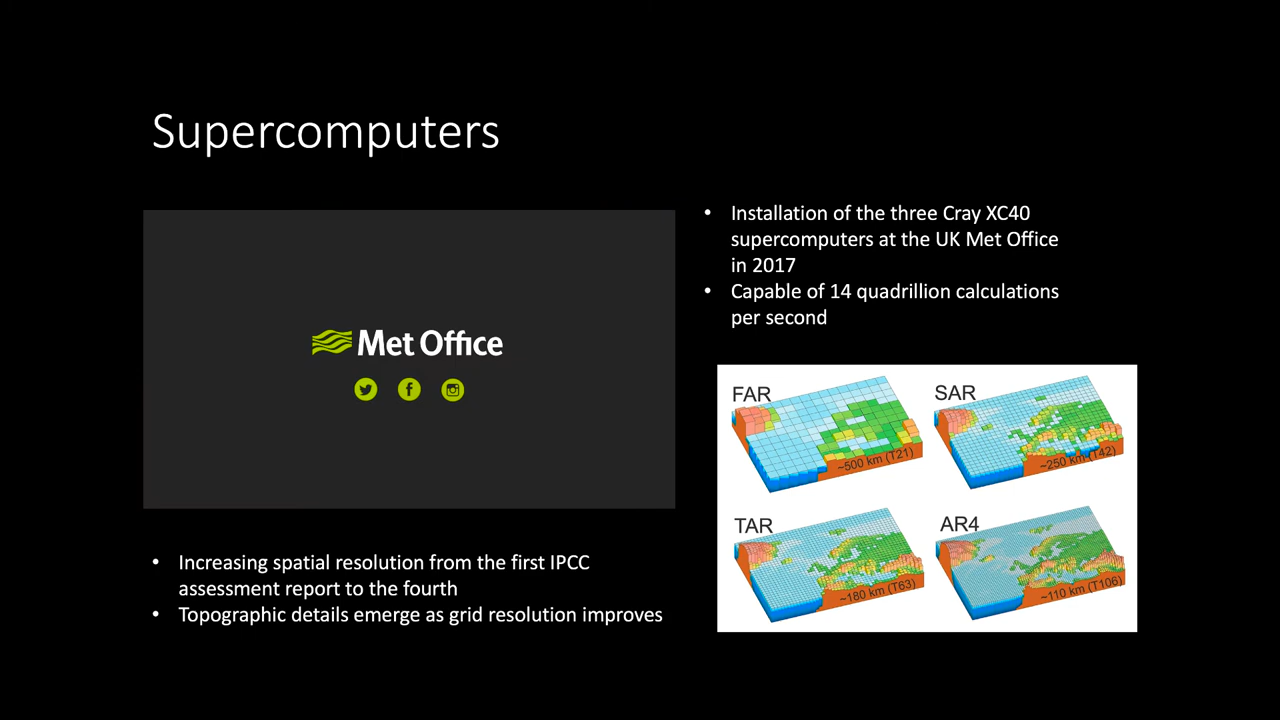 Supercomputers
• Installation of the three Cray XC40
supercomputers at the UK Met Office
in 2017
• Capable of 14 quadrillion calculations
per second
Met Office
FAR
~500 km (T21)
SAR
~250 km (T42)
TAR
~180 km (T63)
AR4
~110 km (T106)
• Increasing spatial resolution from the first IPCC
assessment report to the fourth
• Topographic details emerge as grid resolution improves